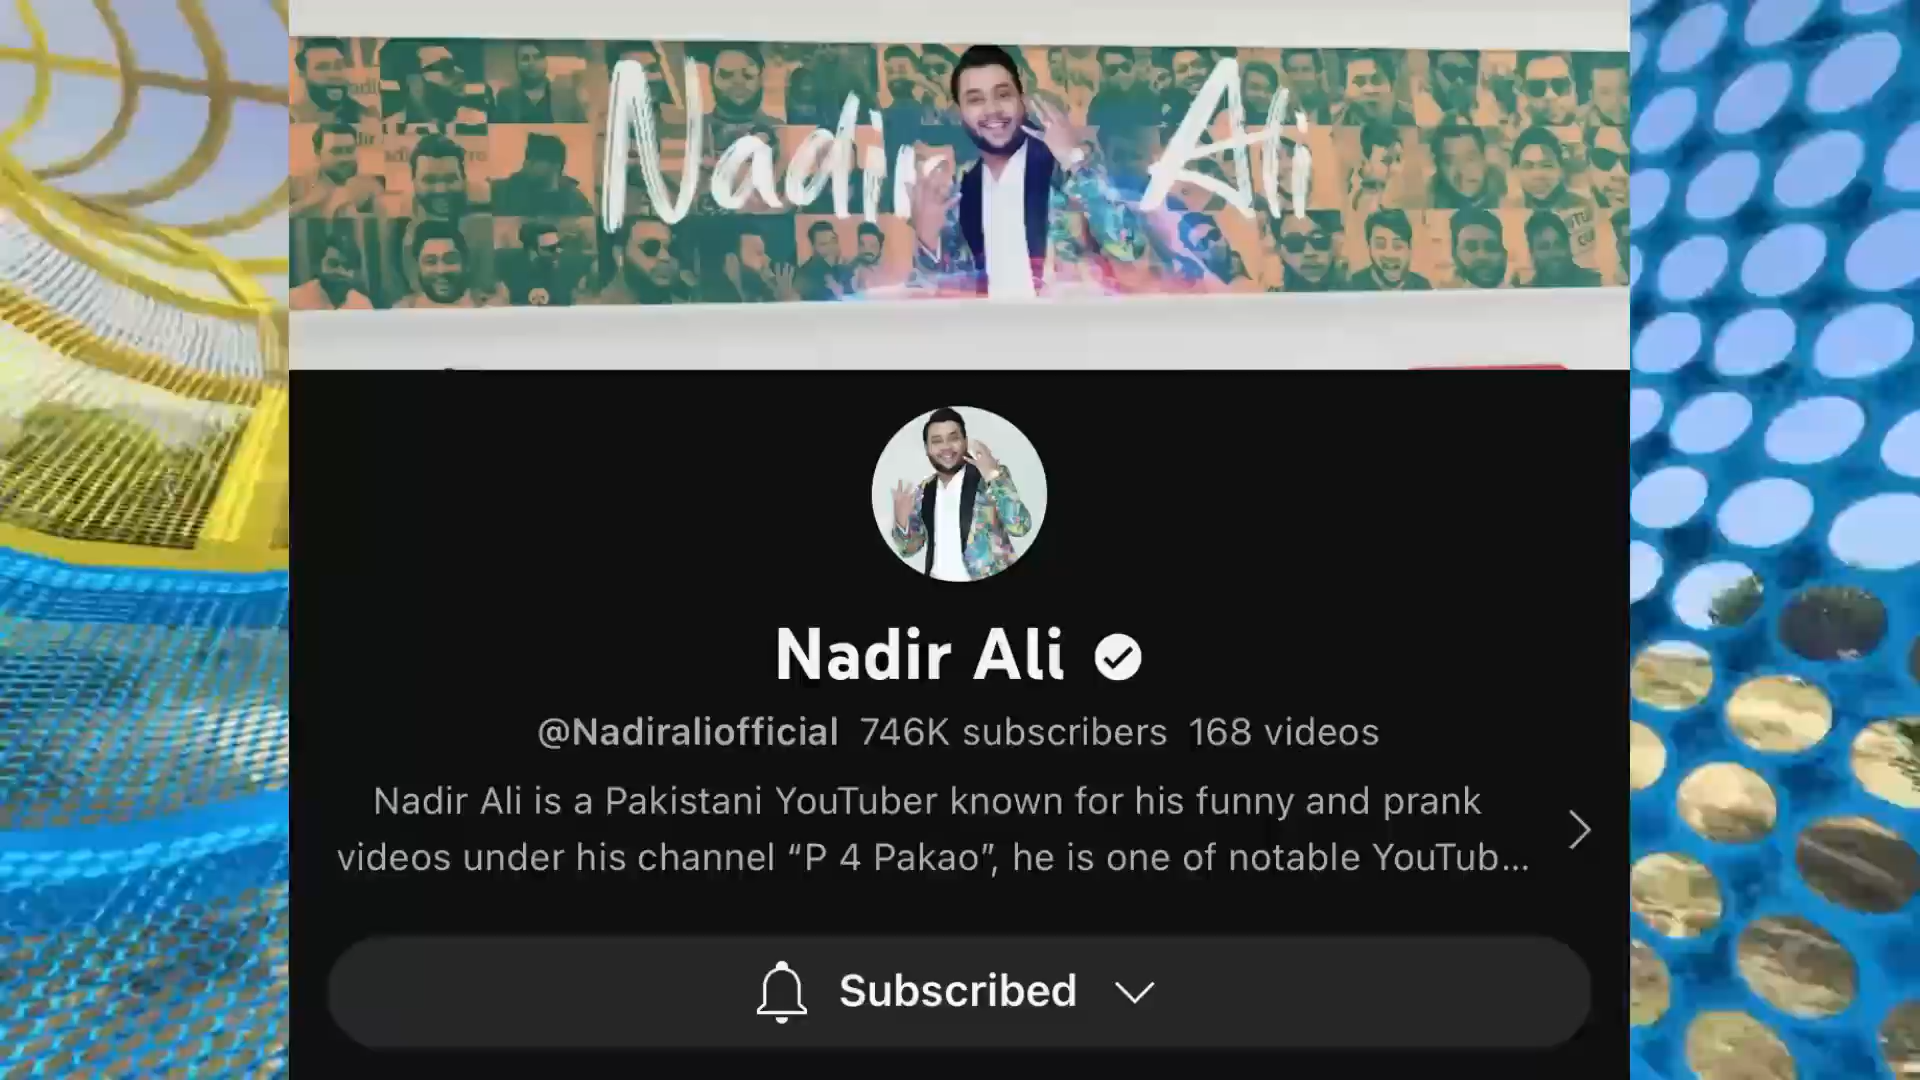 Nadir Ali
Nadir Ali
@Nadiraliofficial 746K subscribers 168 videos
Nadir Ali is a Pakistani YouTuber known for his funny and prank
videos under his channel “P 4 Pakao”, he is one of notable YouTub...
Subscribed